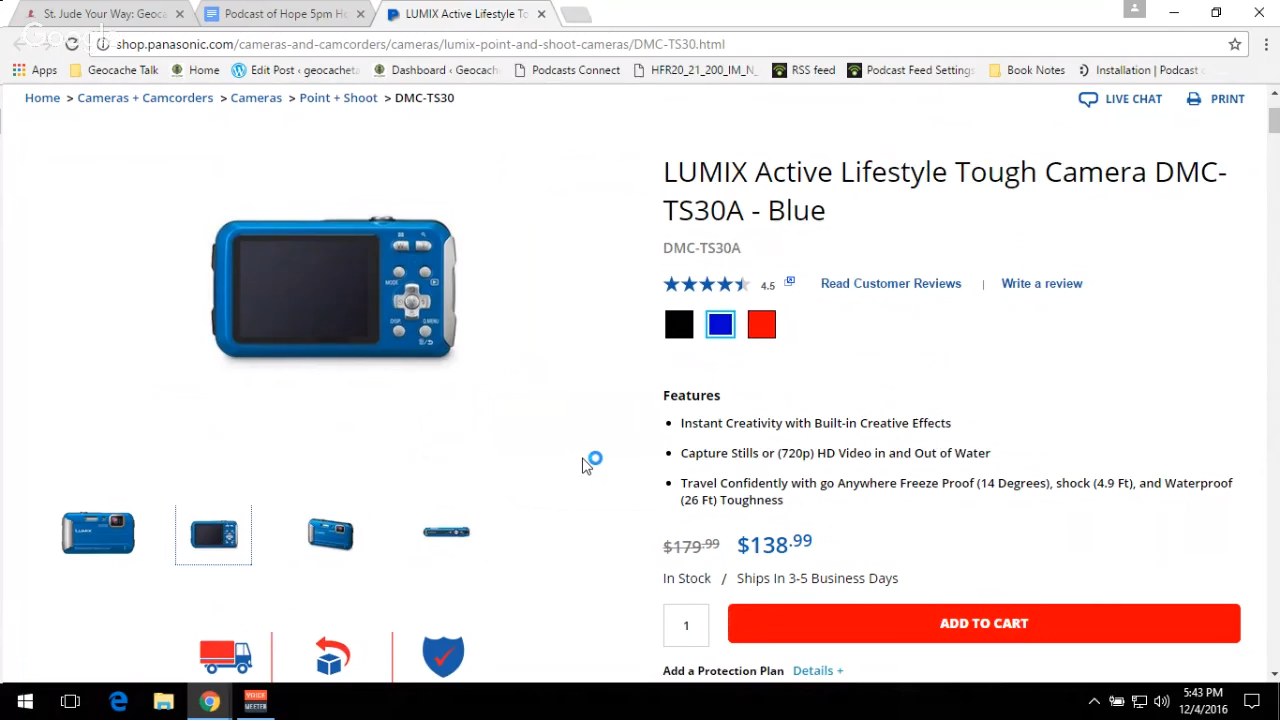 St. Jude Your Way: Geoca
Podcast of Hope 5pm H
LUMIX Active Lifestyle To
Google
shop.panasonic.com/cameras-and-camcorders/cameras/lumix-point-and-shoot-cameras/DMC-TS30.html
Apps Geocache Talk Home Edit Post ‹ geocacheta Dashboard ‹ Geocach Podcasts Connect HFR20_21_200_IM_N_ RSS feed Podcast Feed Settings Book Notes Installation | Podcast
Home > Cameras + Camcorders > Cameras > Point + Shoot > DMC-TS30
LIVE CHAT PRINT
LUMIX Active Lifestyle Tough Camera DMC-
TS30A - Blue
DMC-TS30A
4.5 Read Customer Reviews | Write a review
MODE
DISP. Q.MENU
LUMIX
Features
Instant Creativity with Built-in Creative Effects
Capture Stills or (720p) HD Video in and Out of Water
Travel Confidently with go Anywhere Freeze Proof (14 Degrees), shock (4.9 Ft), and Waterproof
(26 Ft) Toughness
$179.99 $138.99
In Stock / Ships In 3-5 Business Days
1 ADD TO CART
Add a Protection Plan Details +
VOICE
MEETER
5:43 PM
12/4/2016